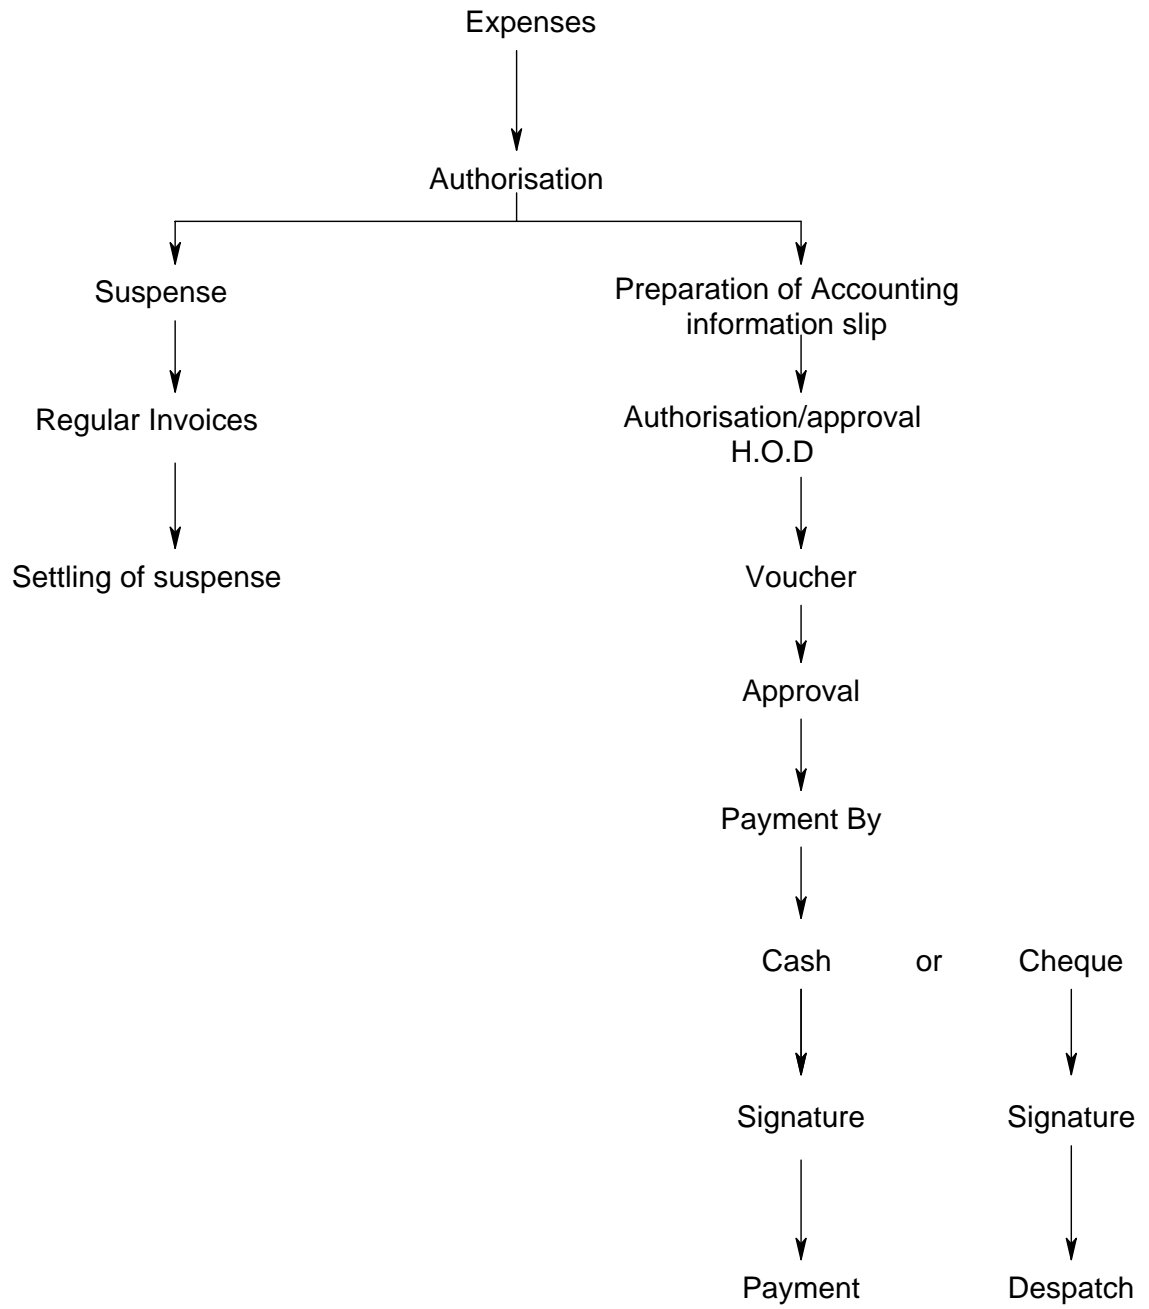 Expenses
Authorisation
Suspense
Preparation of Accounting
information slip
Regular Invoices
Authorisation/approval
H.O.D
Settling of suspense
Voucher
Approval
Payment By
Cash or Cheque
Signature Signature
Payment Despatch